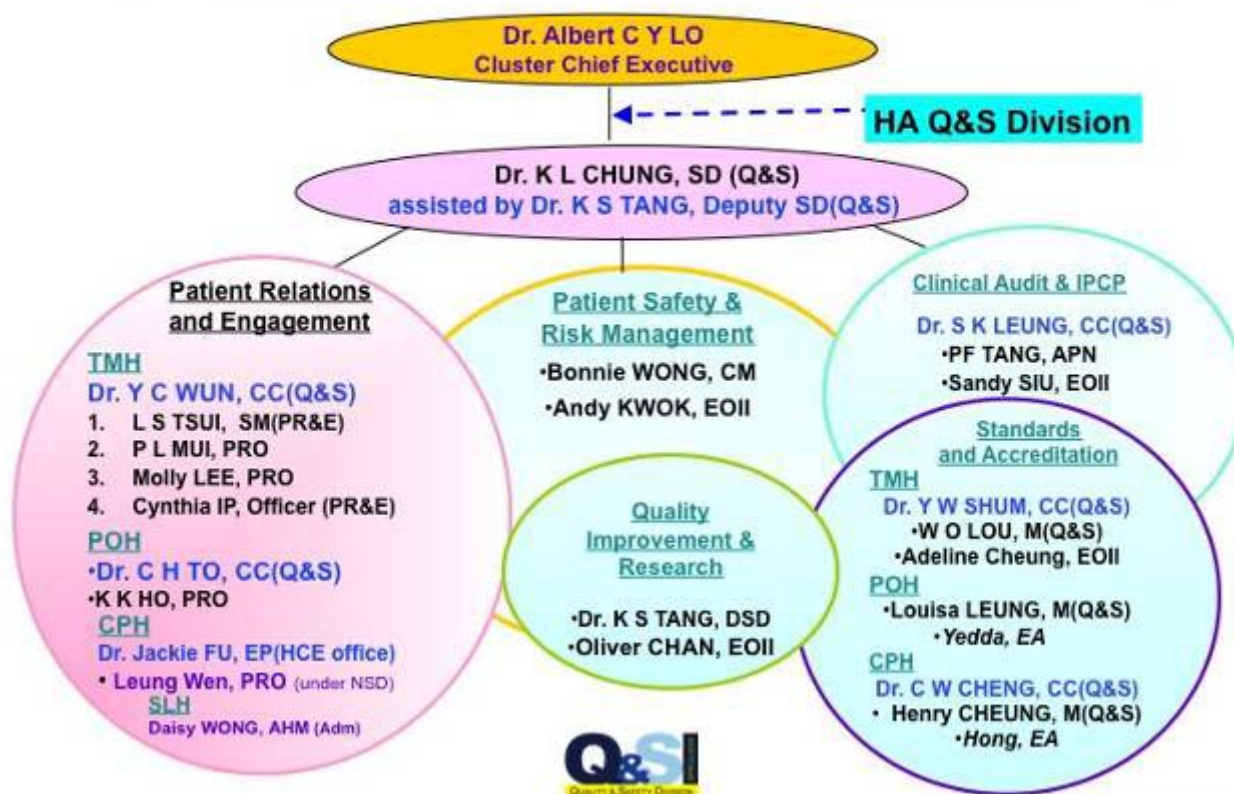 Dr. Albert C Y LO
Cluster Chief Executive
HA Q&S Division
Dr. K L CHUNG, SD (Q&S)
assisted by Dr. K S TANG, Deputy SD(Q&S)
Patient Relations
and Engagement
TMH
Dr. Y C WUN, CC(Q&S)
1. L S TSUI, SM(PR&E)
2. P L MUI, PRO
3. Molly LEE, PRO
4. Cynthia IP, Officer (PR&E)
POH
•Dr. C H TO, CC(Q&S)
•K K HO, PRO
CPH
Dr. Jackie FU, EP(HCE office)
• Leung Wen, PRO (under NSD)
SLH
Daisy WONG, AHM (Adm)
Patient Safety &
Risk Management
•Bonnie WONG, CM
•Andy KWOK, EOII
Quality
Improvement &
Research
•Dr. K S TANG, DSD
•Oliver CHAN, EOII
Clinical Audit & IPCP
Dr. S K LEUNG, CC(Q&S)
•PF TANG, APN
•Sandy SIU, EOII
Standards
and Accreditation
TMH
Dr. Y W SHUM, CC(Q&S)
•W O LOU, M(Q&S)
•Adeline Cheung, EOII
POH
•Louisa LEUNG, M(Q&S)
•Yedda, EA
CPH
Dr. C W CHENG, CC(Q&S)
• Henry CHEUNG, M(Q&S)
•Hong, EA
Q&S
QUALITY & SAFETY DIVISION